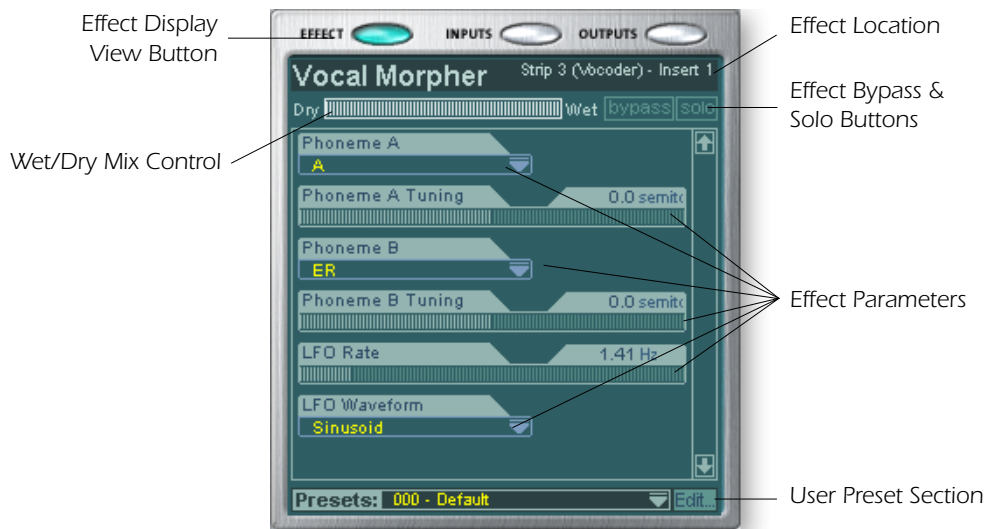 Effect Display
View Button
EFFECT INPUTS OUTPUTS
Effect Location
Vocal Morpher
Strip 3 (Vocoder) - Insert 1
Dry Wet bypass solo
Effect Bypass &
Solo Buttons
Wet/Dry Mix Control
Phoneme A
A
Phoneme A Tuning 0.0 semito
Phoneme B
ER
Phoneme B Tuning 0.0 semito
Effect Parameters
LFO Rate 1.41 Hz
LFO Waveform
Sinusoid
Presets: 000 - Default Edit...
User Preset Section